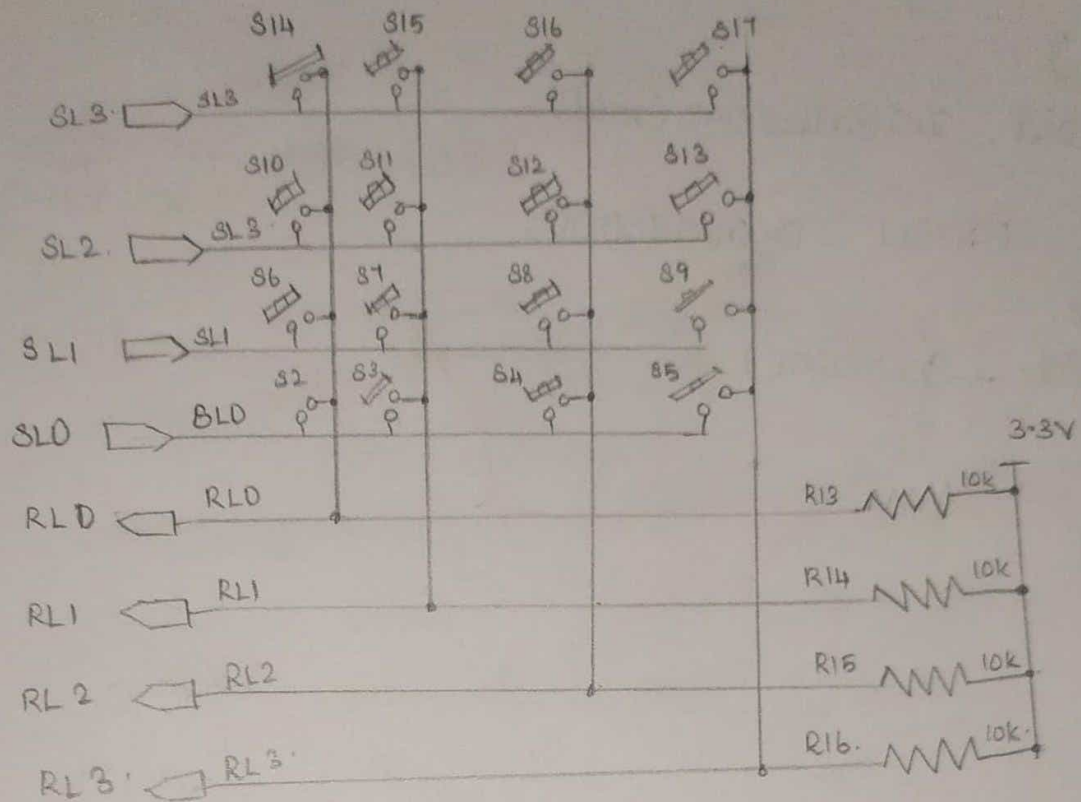 S14 S15 S16 S17
SL3. SL3
S10 S11 S12 S13
SL2. SL3.
S6 S7 S8 S9
SL1 SL1
S2 S3 S4 S5
SL0 SL0
3.3V
RL0 RL0 R13 10k
RL1 RL1 R14 10k
RL2 RL2 R15 10k
RL3. RL3. R16. 10k.